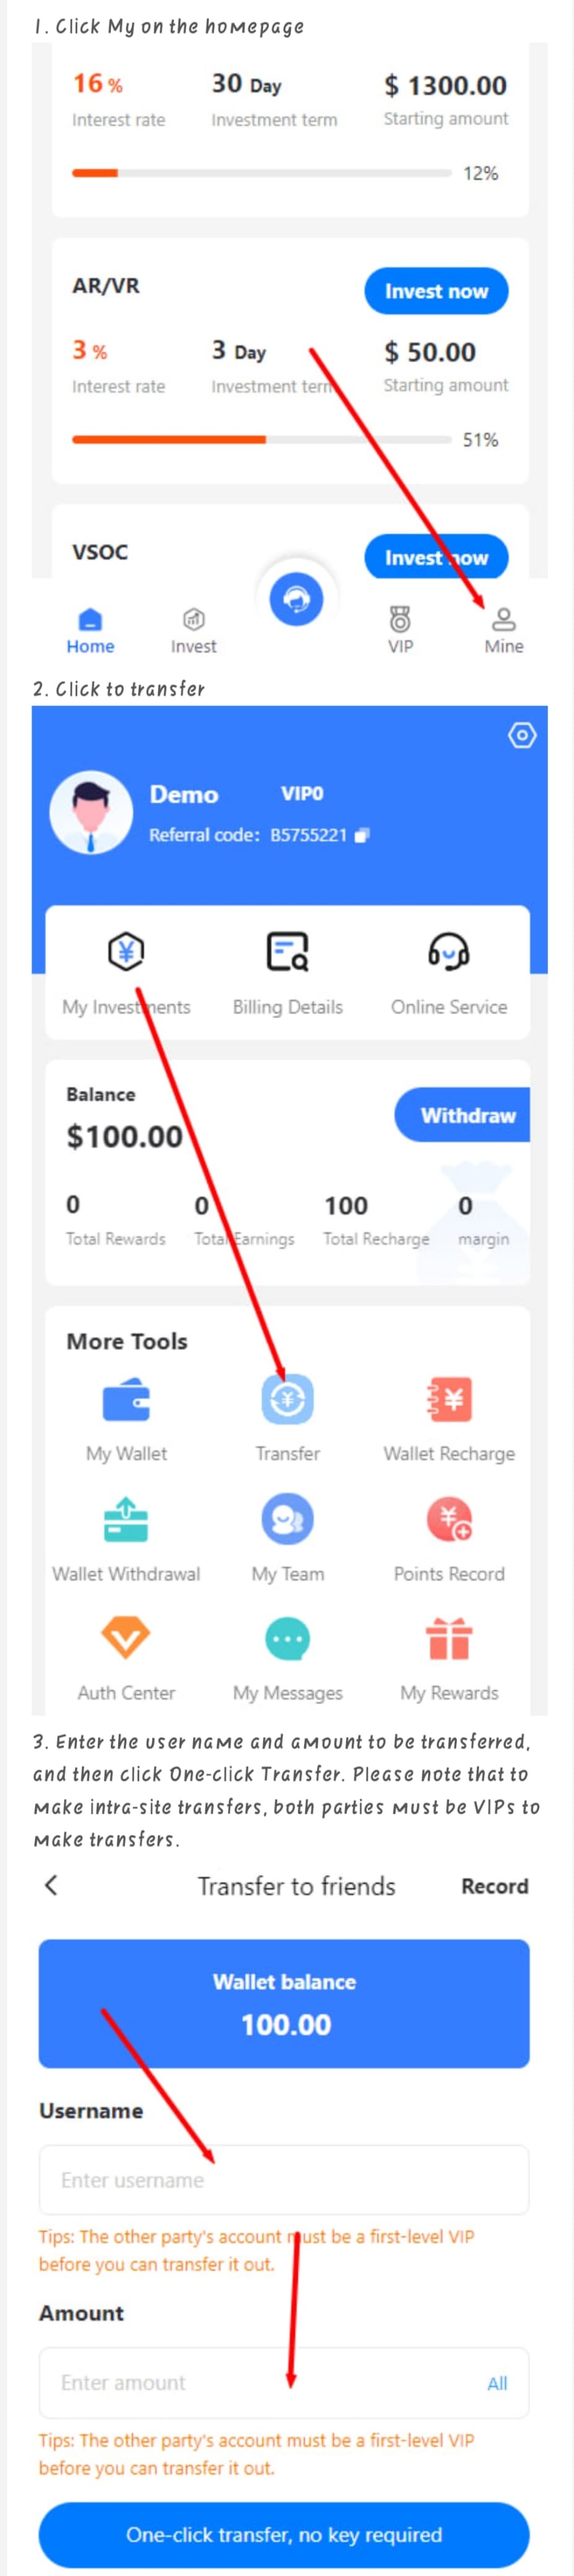 1. Click My on the homepage
16 % 30 Day $ 1300.00
Interest rate Investment term Starting amount
12%
AR/VR Invest now
3 % 3 Day $ 50.00
Interest rate Investment term Starting amount
51%
VSOC Invest now
Home Invest VIP Mine
2. Click to transfer
Demo VIP0
Referral code: B5755221
My Investments Billing Details Online Service
Balance
$100.00 Withdraw
0 0 100 0
Total Rewards Total Earnings Total Recharge margin
More Tools
My Wallet Transfer Wallet Recharge
Wallet Withdrawal My Team Points Record
Auth Center My Messages My Rewards
3. Enter the user name and amount to be transferred,
and then click One-click Transfer. Please note that to
make intra-site transfers, both parties must be VIPs to
make transfers.
Transfer to friends Record
Wallet balance
100.00
Username
Enter username
Tips: The other party's account must be a first-level VIP
before you can transfer it out.
Amount
Enter amount All
Tips: The other party's account must be a first-level VIP
before you can transfer it out.
One-click transfer, no key required